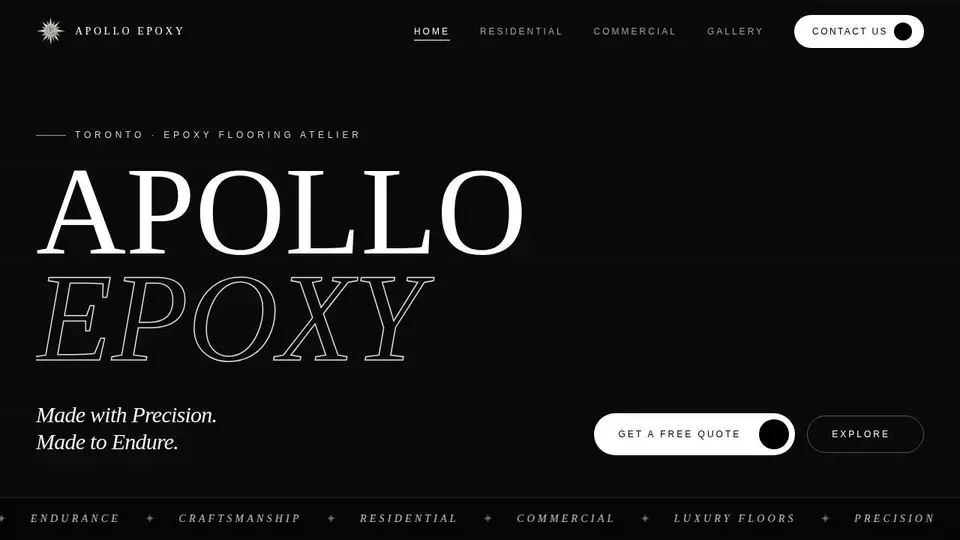 APOLLO EPOXY
HOME
RESIDENTIAL
COMMERCIAL
GALLERY
CONTACT US
TORONTO · EPOXY FLOORING ATELIER
APOLLO
EPOXY
Made with Precision.
Made to Endure.
GET A FREE QUOTE
EXPLORE
✦ ENDURANCE ✦ CRAFTSMANSHIP ✦ RESIDENTIAL ✦ COMMERCIAL ✦ LUXURY FLOORS ✦ PRECISION